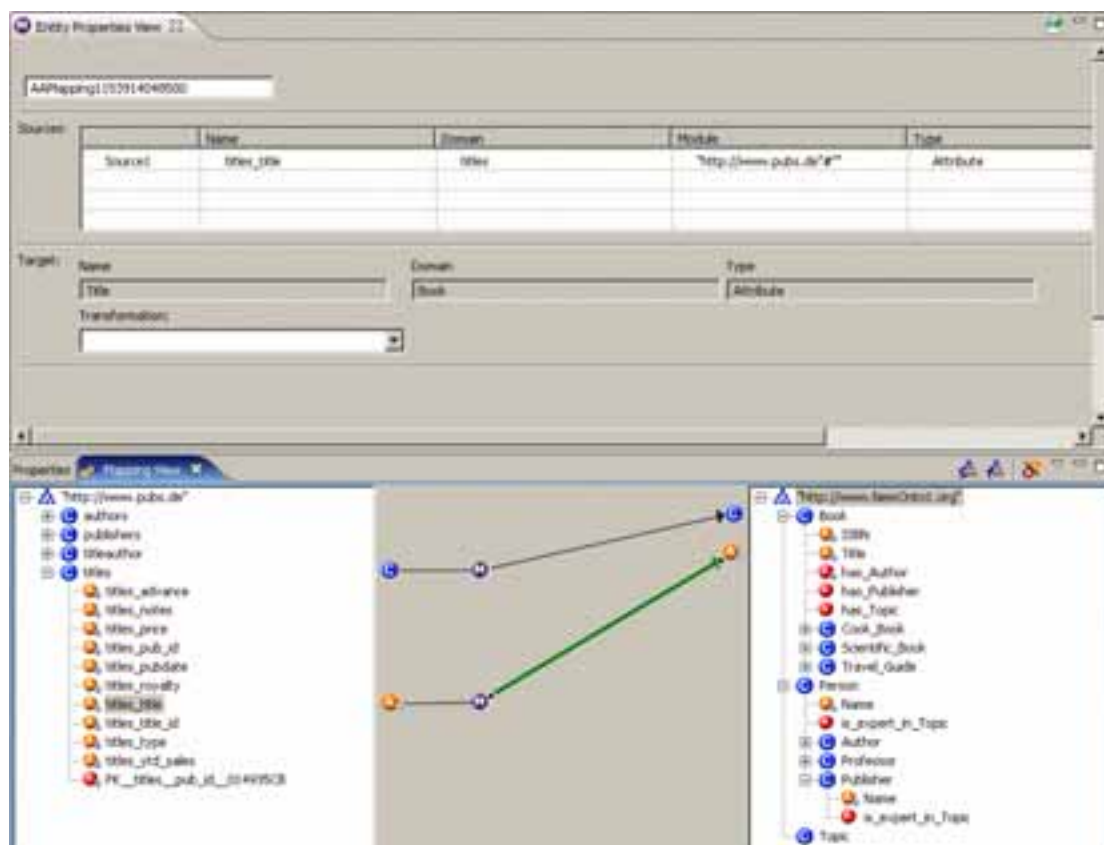 Entity Properties View
AAMapping1153914048500
Sources:
Name Domain Module Type
Source1 titles_title titles "http://www.pubs.de"#"" Attribute
Target:
Name Domain Type
Title Book Attribute
Transformation:
Properties Mapping View
"http://www.pubs.de"
authors
publishers
titleauthor
titles
titles_advance
titles_notes
titles_price
titles_pub_id
titles_pubdate
titles_royalty
titles_title
titles_title_id
titles_type
titles_ytd_sales
"http://www.NewOnto1.org"
Book
ISBN
Title
has_Author
has_Publisher
has_Topic
Cook_Book
Scientific_Book
Travel_Guide
Person
Name
is_expert_in_Topic
Author
Professor
Publisher
Name
is_expert_in_Topic
Topic